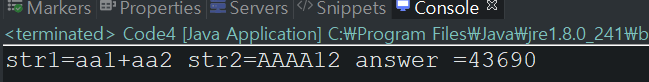 Markers Properties Servers Snippets Console
<terminated> Code4 [Java Application] C:₩Program Files₩Java₩jre1.8.0_241₩b
str1=aa1+aa2 str2=AAAA12 answer =43690